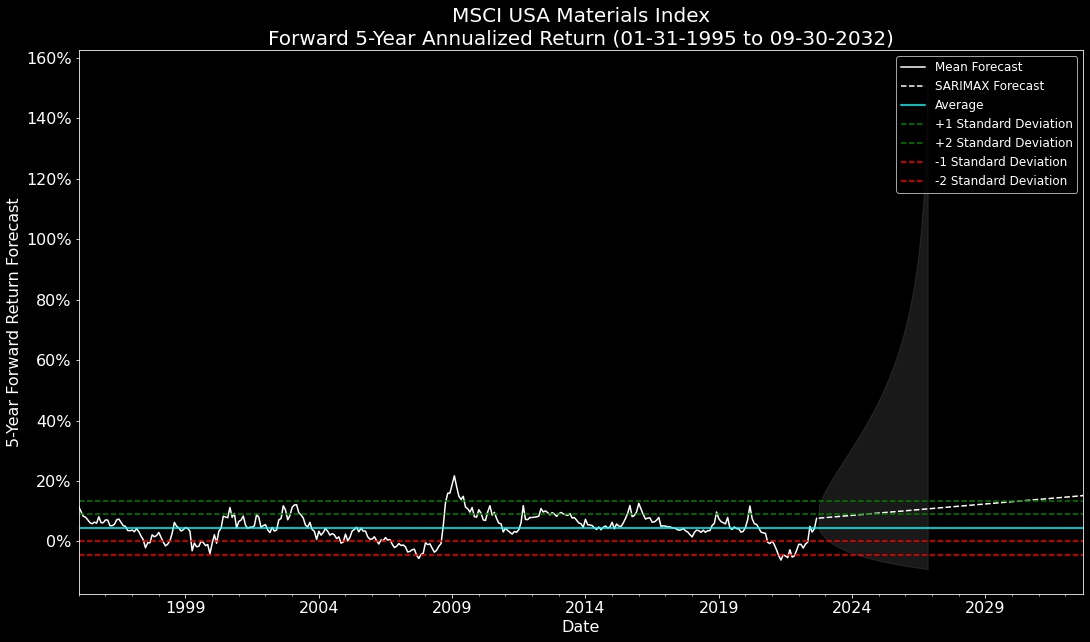 MSCI USA Materials Index
Forward 5-Year Annualized Return (01-31-1995 to 09-30-2032)
160%
140%
120%
100%
80%
60%
40%
20%
0%
5-Year Forward Return Forecast
Mean Forecast
SARIMAX Forecast
Average
+1 Standard Deviation
+2 Standard Deviation
-1 Standard Deviation
-2 Standard Deviation
1999
2004
2009
2014
2019
2024
2029
Date